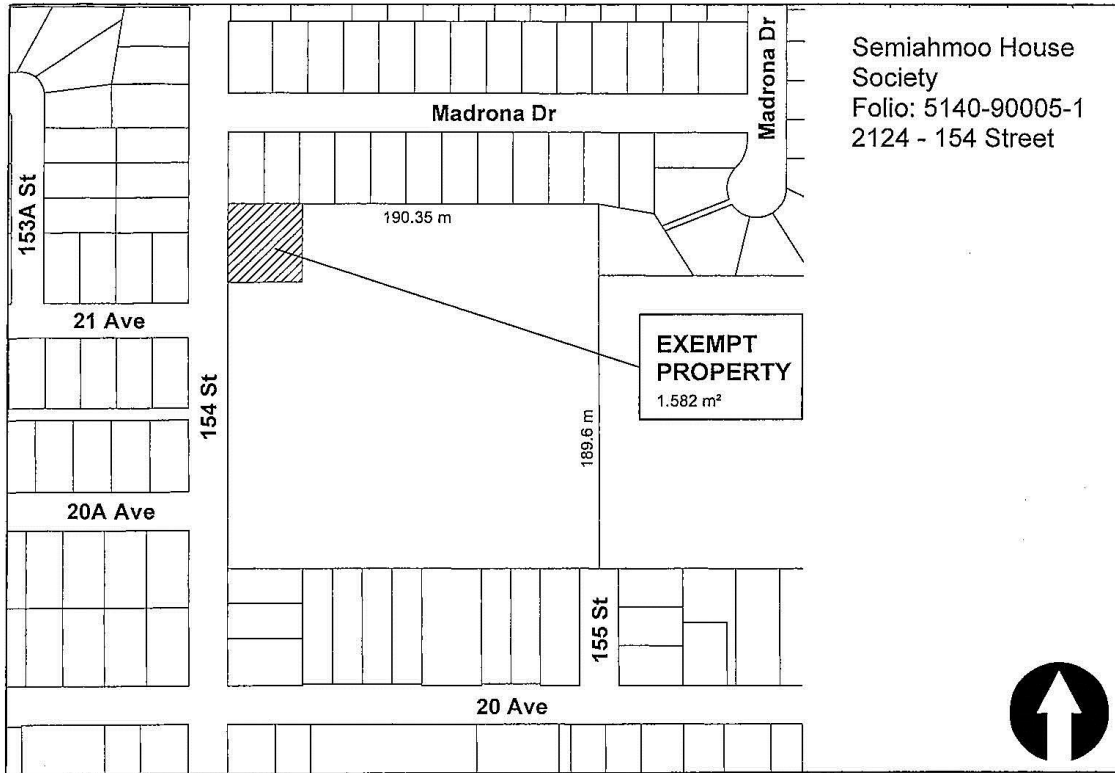 Semiahmoo House
Society
Folio: 5140-90005-1
2124 - 154 Street
Madrona Dr
Madrona Dr
153A St
190.35 m
21 Ave
EXEMPT
PROPERTY
1.582 m²
154 St
189.6 m
20A Ave
155 St
20 Ave